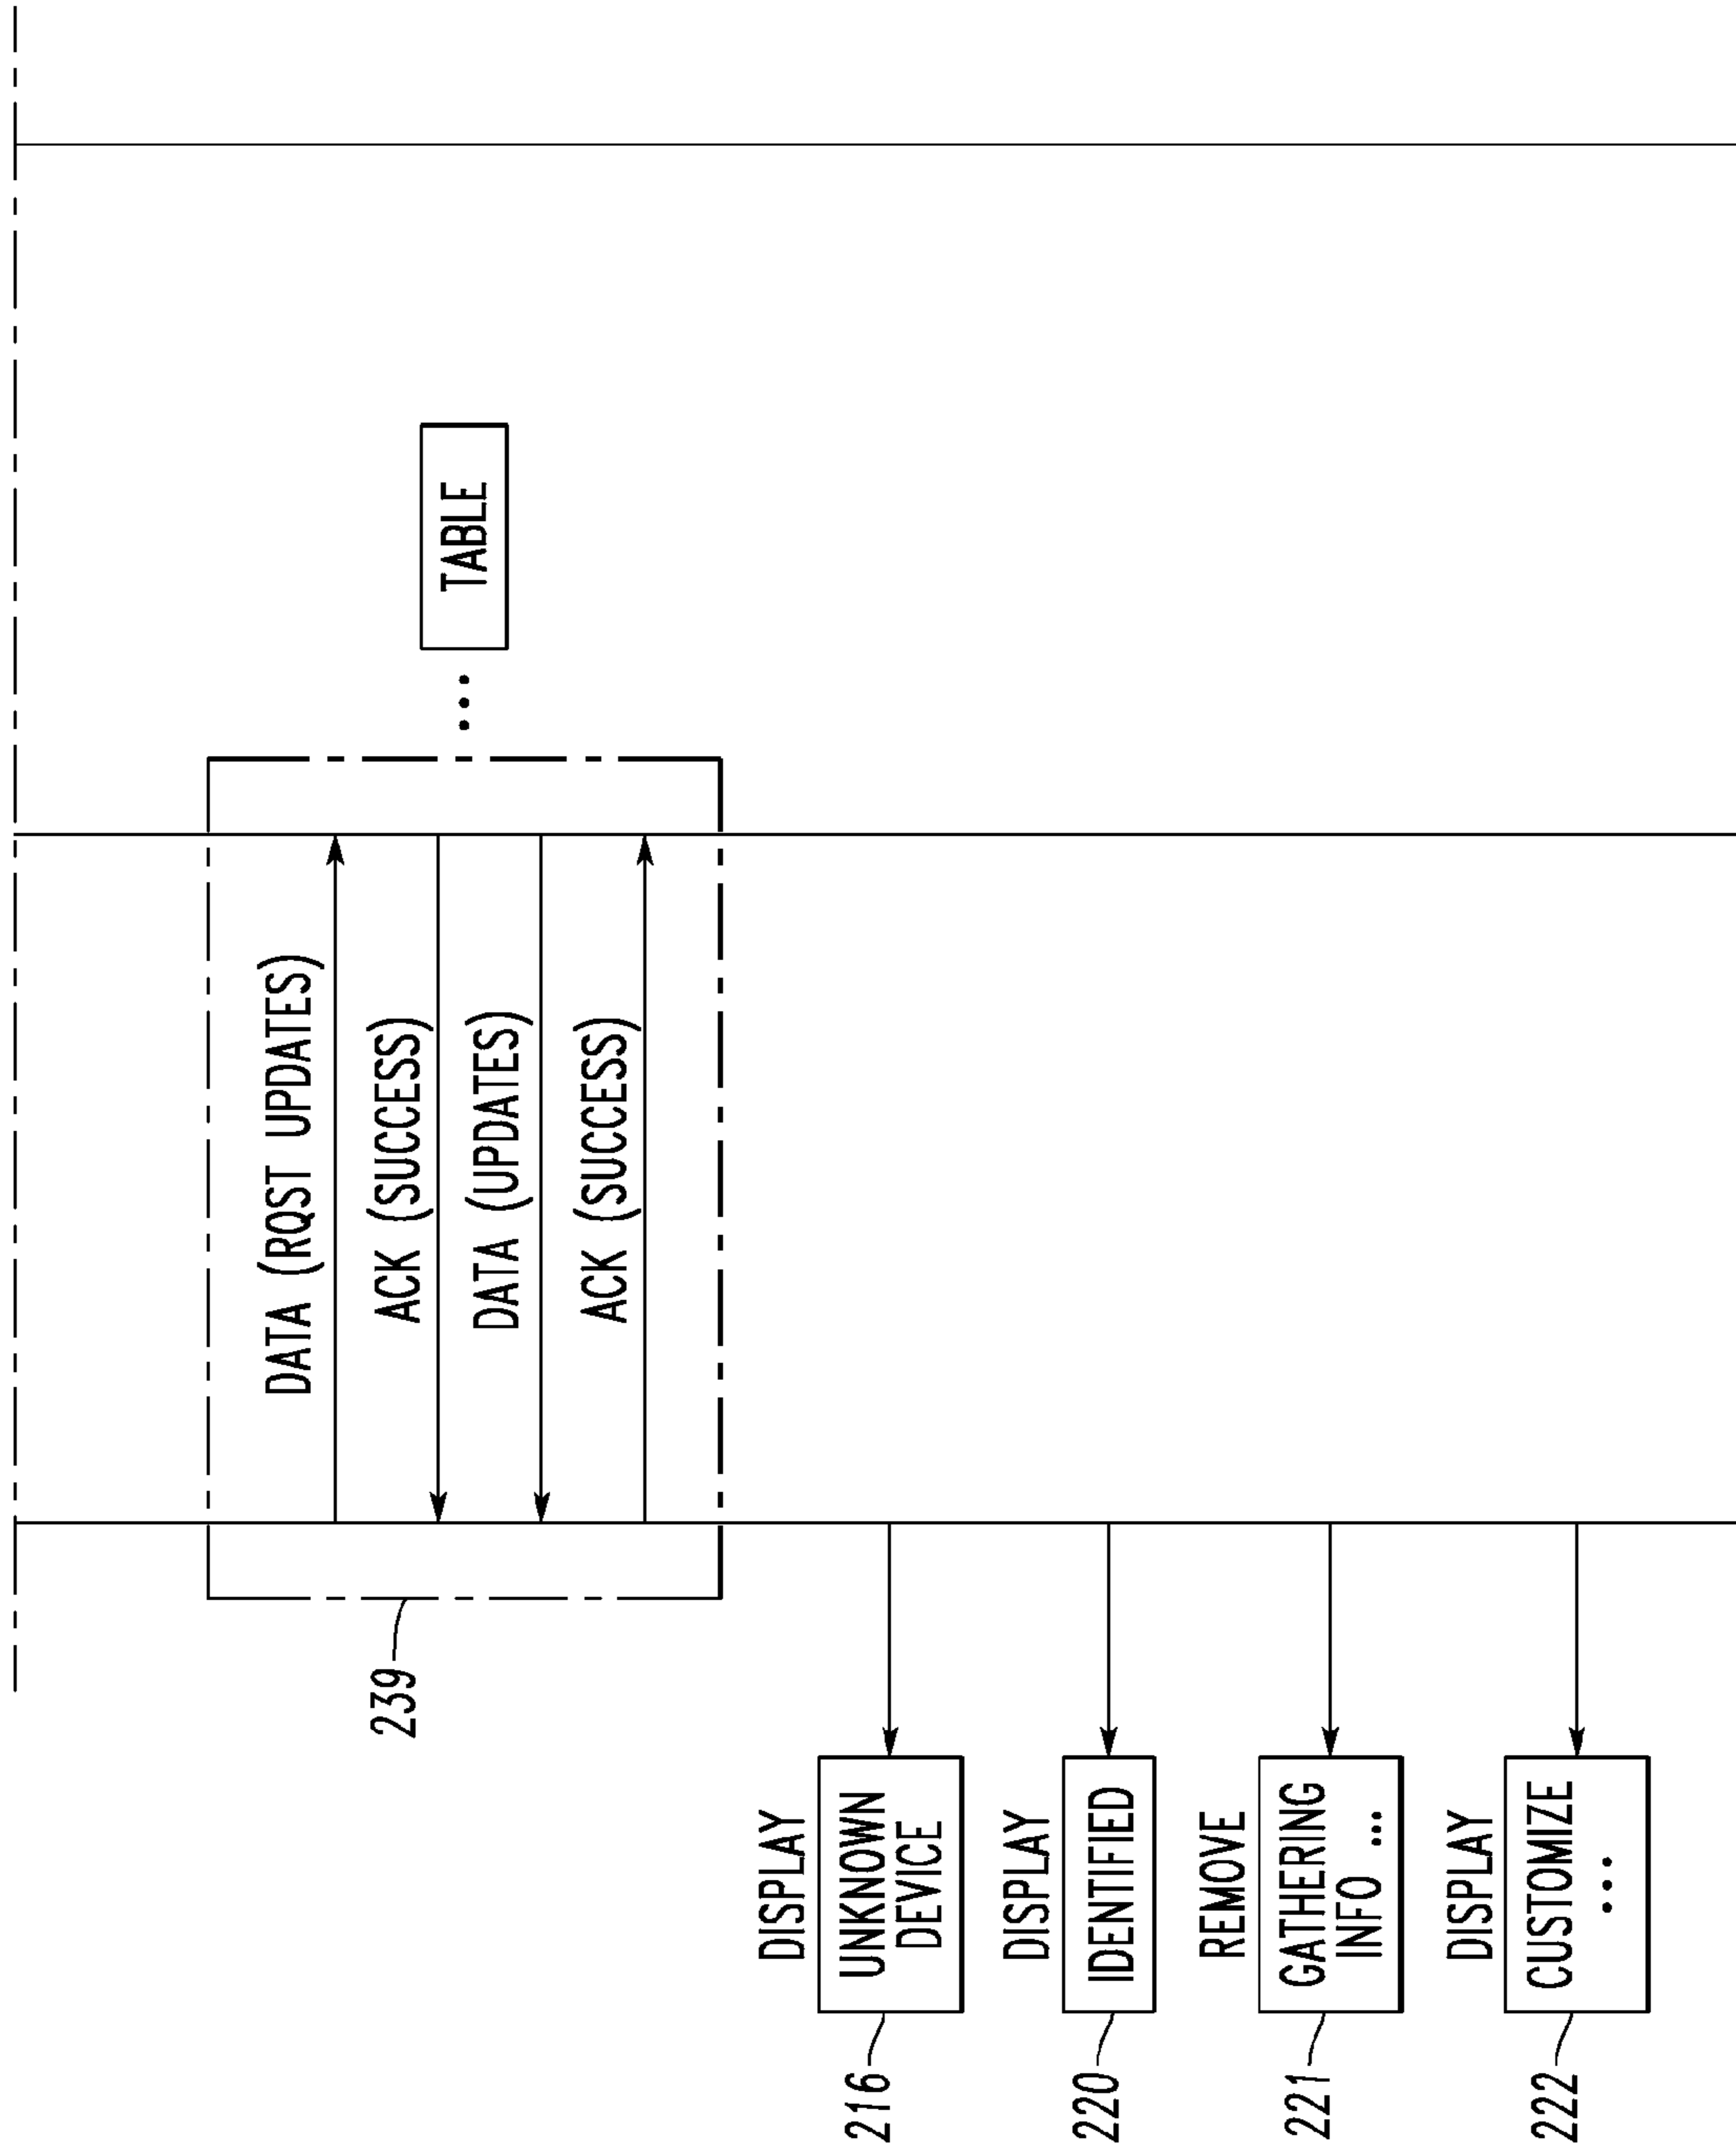 DATA (RQST UPDATES)
ACK (SUCCESS)
DATA (UPDATES)
ACK (SUCCESS)
••• TABLE
239
DISPLAY
216
UNKNOWN
DEVICE
DISPLAY
220
IDENTIFIED
REMOVE
221
GATHERING
INFO ...
DISPLAY
222
CUSTOMIZE
•••